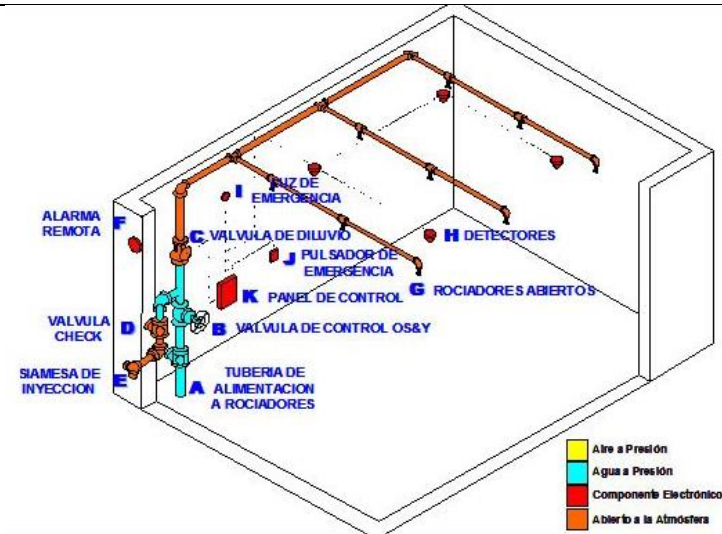 I LUZ DE
EMERGENCIA
ALARMA
REMOTA
F
C VALVULA DE DILUVIO
H DETECTORES
J PULSADOR DE
EMERGENCIA
G ROCIADORES ABIERTOS
K PANEL DE CONTROL
VALVULA
CHECK
D
B VALVULA DE CONTROL OS&Y
SIAMESA DE
INYECCION
E
A TUBERIA DE
ALIMENTACION
A ROCIADORES
Aire a Presión
Agua a Presión
Componente Electrónico
Abierto a la Atmósfera